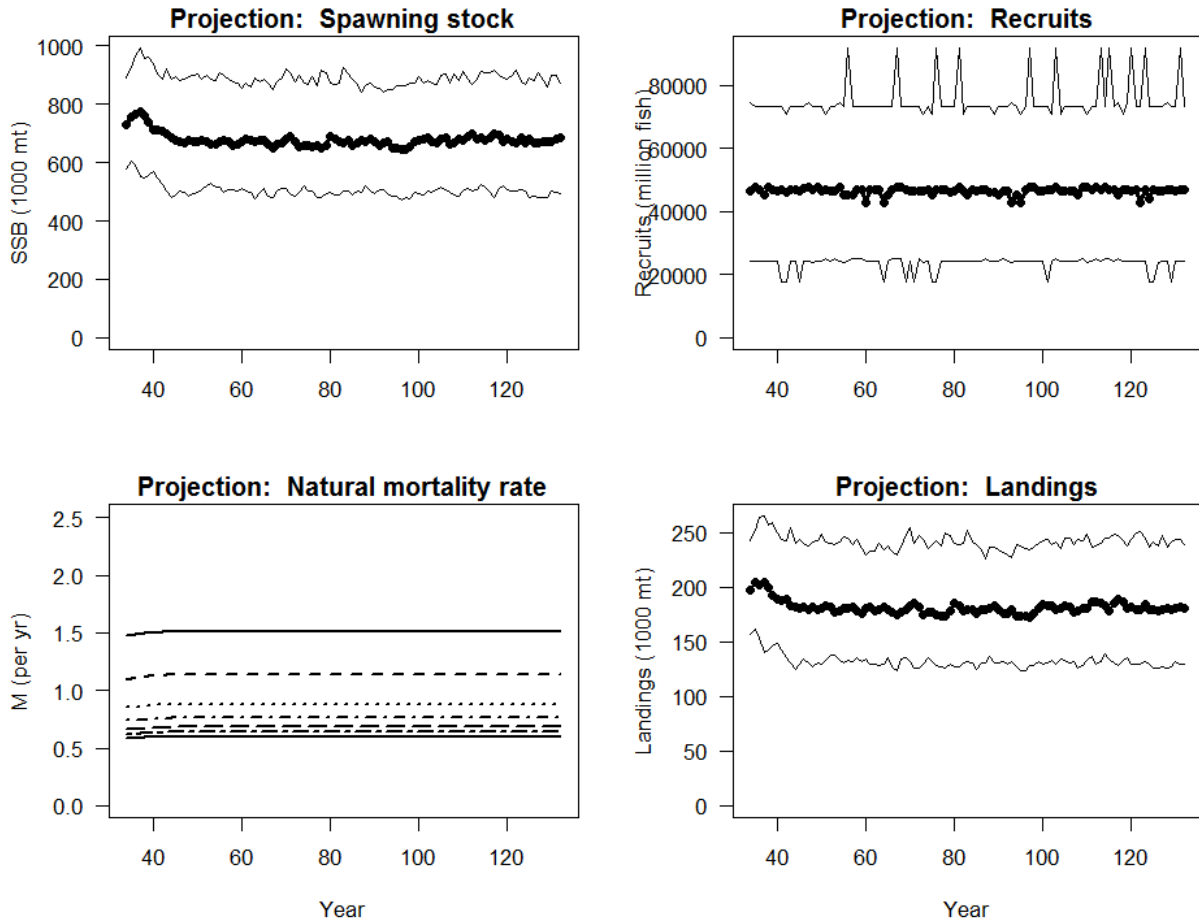 Projection:  Spawning stock
SSB (1000 mt)
1000
800
600
400
200
0
40 60 80 100 120
Projection:  Recruits
Recruits (million fish)
80000
60000
40000
20000
0
40 60 80 100 120
Projection:  Natural mortality rate
M (per yr)
2.5
2.0
1.5
1.0
0.5
0.0
40 60 80 100 120
Year
Projection:  Landings
Landings (1000 mt)
250
200
150
100
50
0
40 60 80 100 120
Year